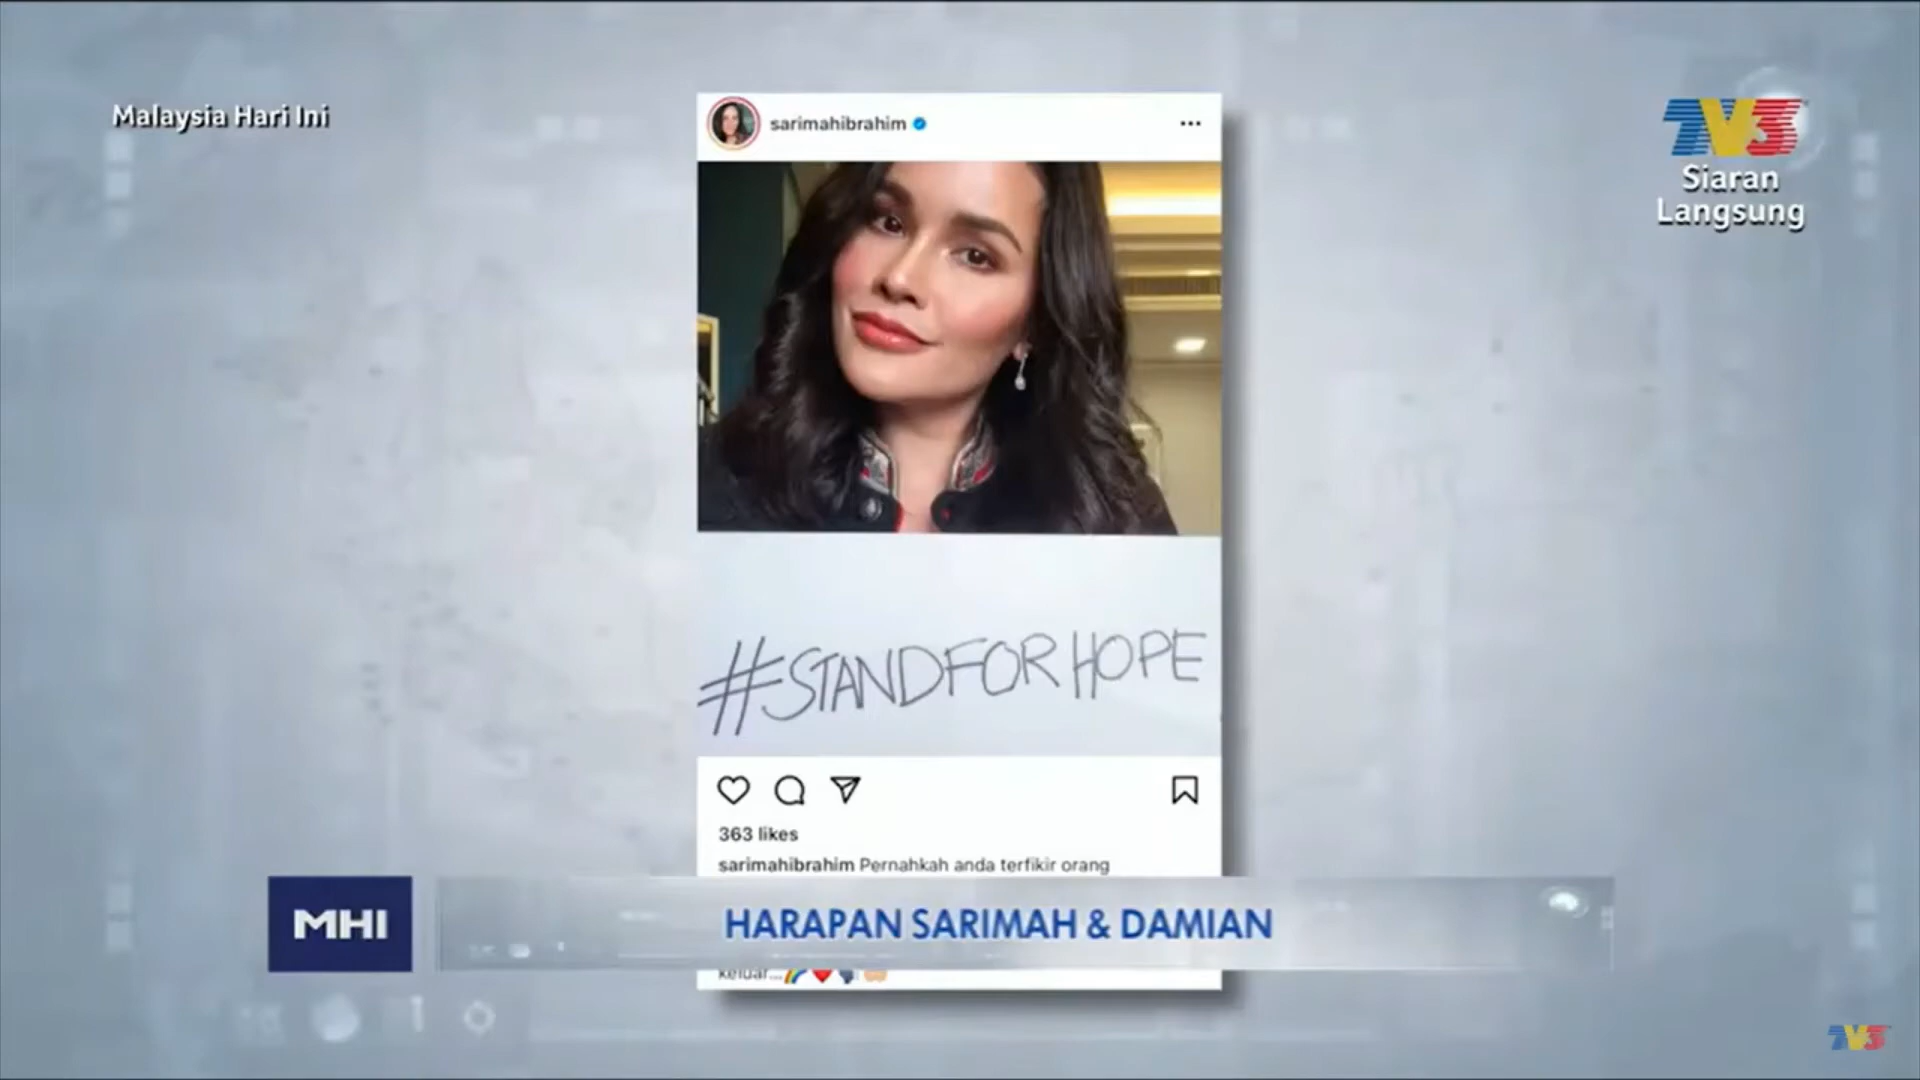 Malaysia Hari Ini
sarimahibrahim
TV3
Siaran
Langsung
#STANDFORHOPE
363 likes
sarimahibrahim Pernahkah anda terfikir orang
MHI
HARAPAN SARIMAH & DAMIAN
keluar...
TV3